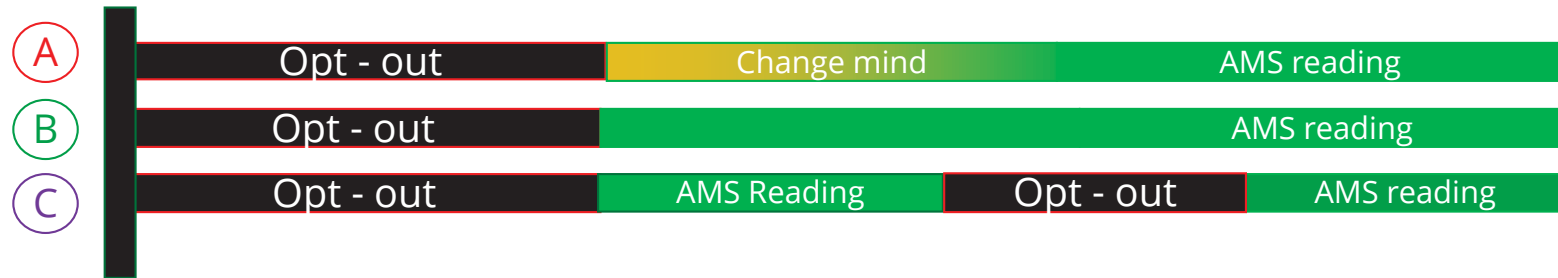 A Opt - out Change mind AMS reading
B Opt - out AMS reading
C Opt - out AMS Reading Opt - out AMS reading